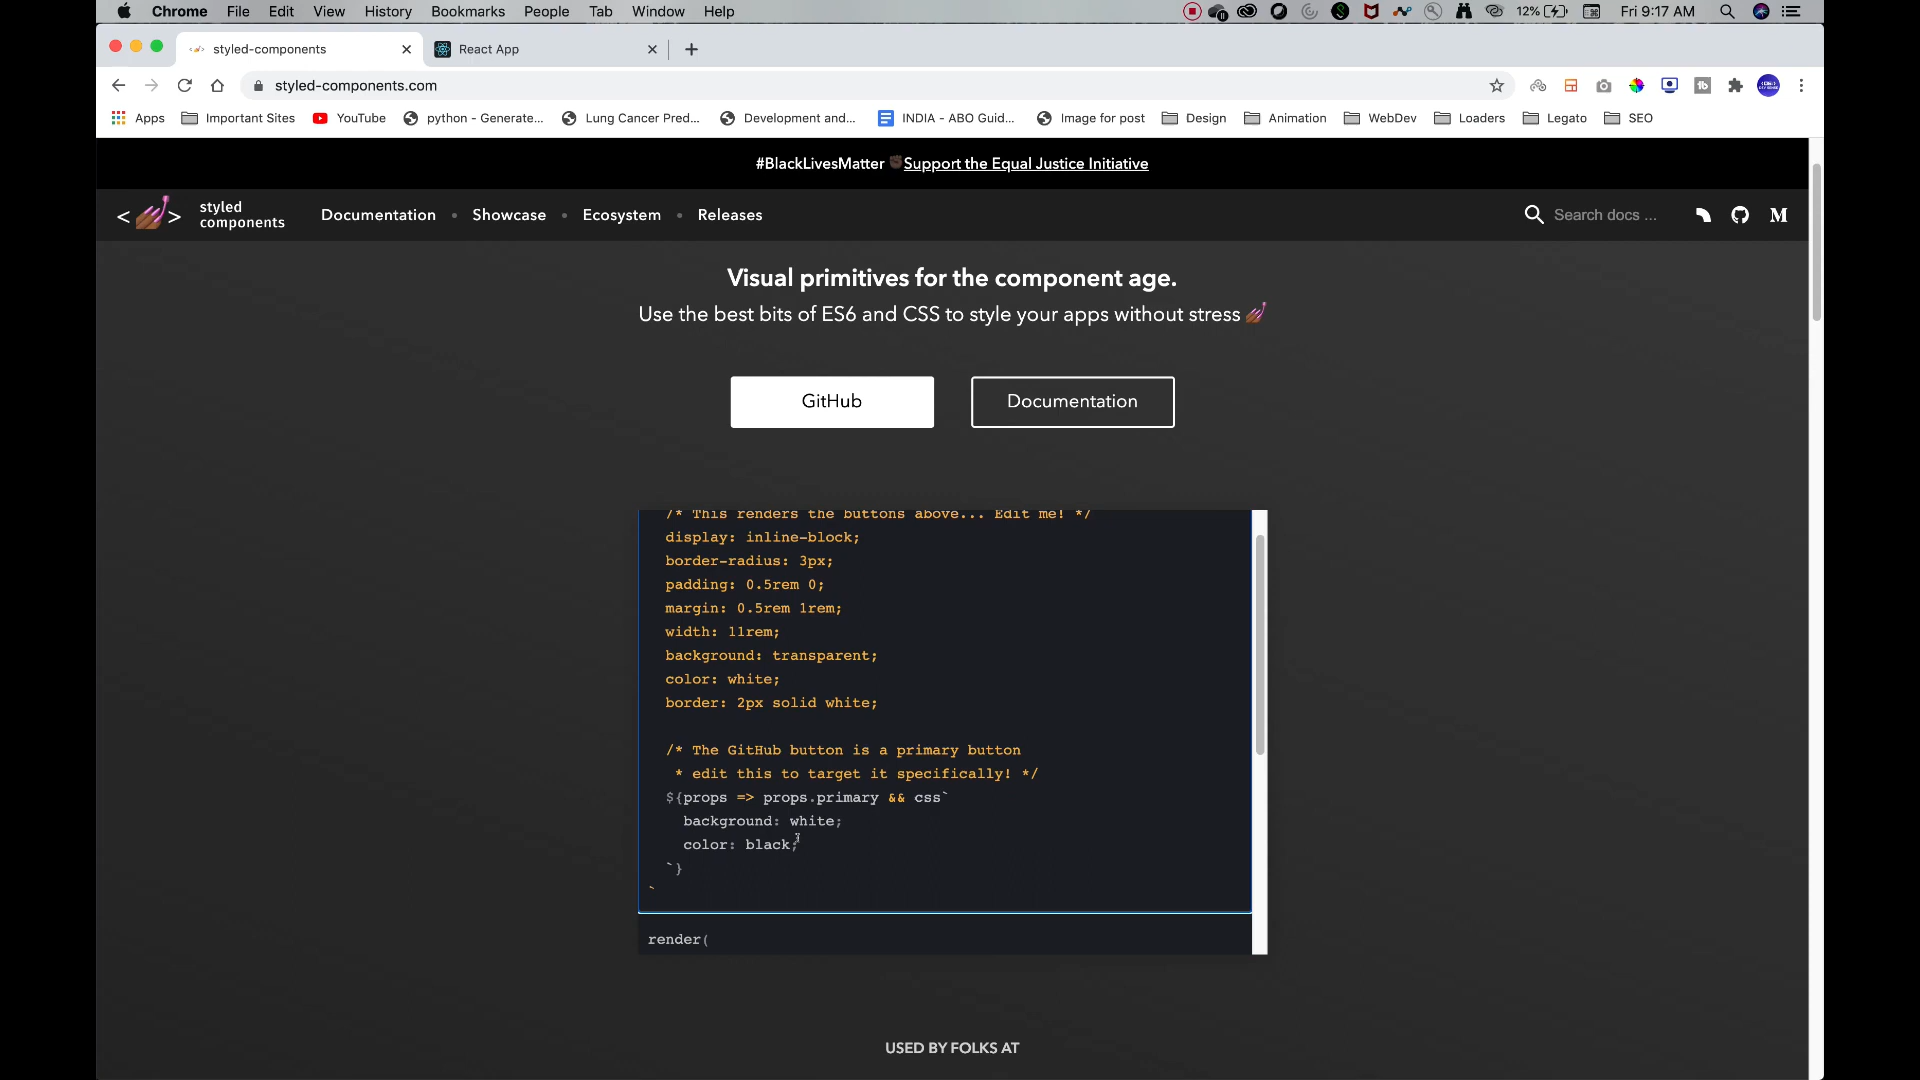 Chrome File Edit View History Bookmarks People Tab Window Help 12% Fri 9:17 AM
styled-components React App
styled-components.com
Apps Important Sites YouTube python - Generate... Lung Cancer Pred... Development and... INDIA - ABO Guid... Image for post Design Animation WebDev Loaders Legato SEO
#BlackLivesMatter Support the Equal Justice Initiative
styled
components
Documentation • Showcase • Ecosystem • Releases Search docs ...
Visual primitives for the component age.
Use the best bits of ES6 and CSS to style your apps without stress
GitHub Documentation
/* This renders the buttons above... Edit me! */
display: inline-block;
border-radius: 3px;
padding: 0.5rem 0;
margin: 0.5rem 1rem;
width: 11rem;
background: transparent;
color: white;
border: 2px solid white;
/* The GitHub button is a primary button
* edit this to target it specifically! */
${props => props.primary && css`
background: white;
color: black;
`}
`
render(
USED BY FOLKS AT